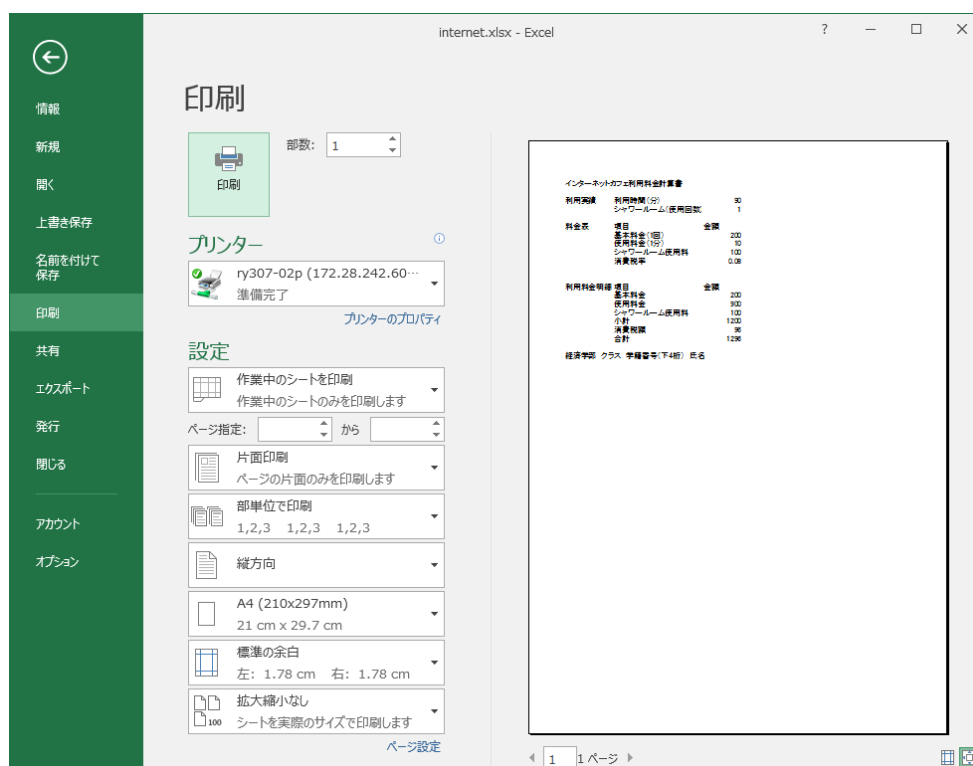 internet.xlsx - Excel
?
情報
新規
開く
上書き保存
名前を付けて
保存
印刷
共有
エクスポート
発行
閉じる
アカウント
オプション
印刷
印刷
部数: 1
プリンター
ry307-02p (172.28.242.60…
準備完了
プリンターのプロパティ
設定
作業中のシートを印刷
作業中のシートのみを印刷します
ページ指定: から
片面印刷
ページの片面のみを印刷します
部単位で印刷
1,2,3 1,2,3 1,2,3
縦方向
A4 (210x297mm)
21 cm x 29.7 cm
標準の余白
左: 1.78 cm 右: 1.78 cm
100
拡大縮小なし
シートを実際のサイズで印刷します
ページ設定
インターネットカフェ利用料金計算書
利用実績 利用時間(分) 90
シャワールーム(使用回数 1
料金表 項目 金額
基本料金(1回) 200
使用料金(1分) 10
シャワールーム使用料 100
消費税率 0.08
利用料金明細 項目 金額
基本料金 200
使用料金 900
シャワールーム使用料 100
小計 1200
消費税額 96
合計 1296
経済学部 クラス 学籍番号(下4桁) 氏名
1 1 ページ